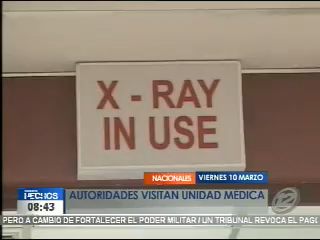 X - RAY
IN USE
NACIONALES VIERNES 10 MARZO
HECHOS
08:43
AUTORIDADES VISITAN UNIDAD MEDICA
PERO A CAMBIO DE FORTALECER EL PODER MILITAR / UN TRIBUNAL REVOCA EL PAGO